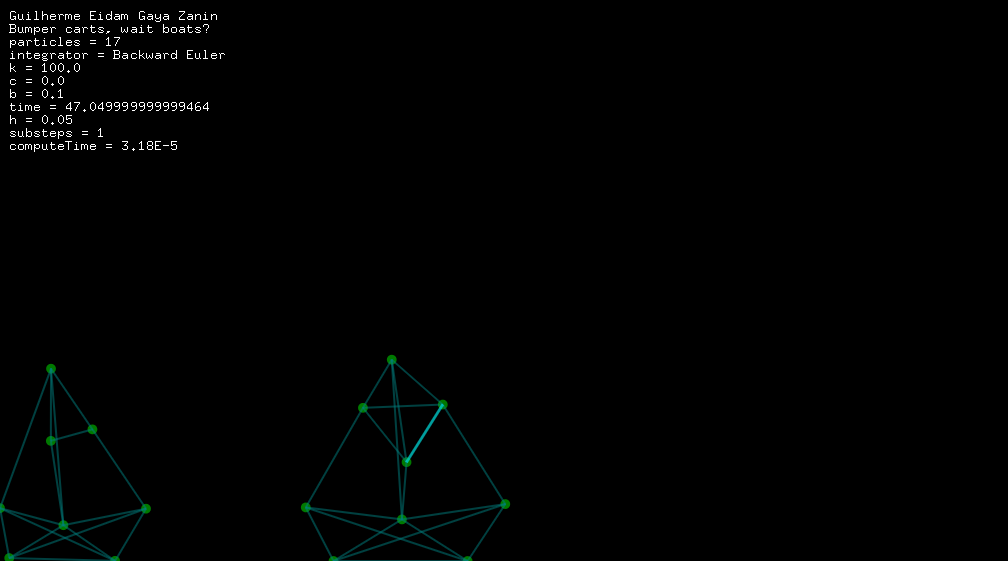 Guilherme Eidam Gaya Zanin
Bumper carts, wait boats?
particles = 17
integrator = Backward Euler
k = 100.0
c = 0.0
b = 0.1
time = 47.049999999999464
h = 0.05
substeps = 1
computeTime = 3.18E-5